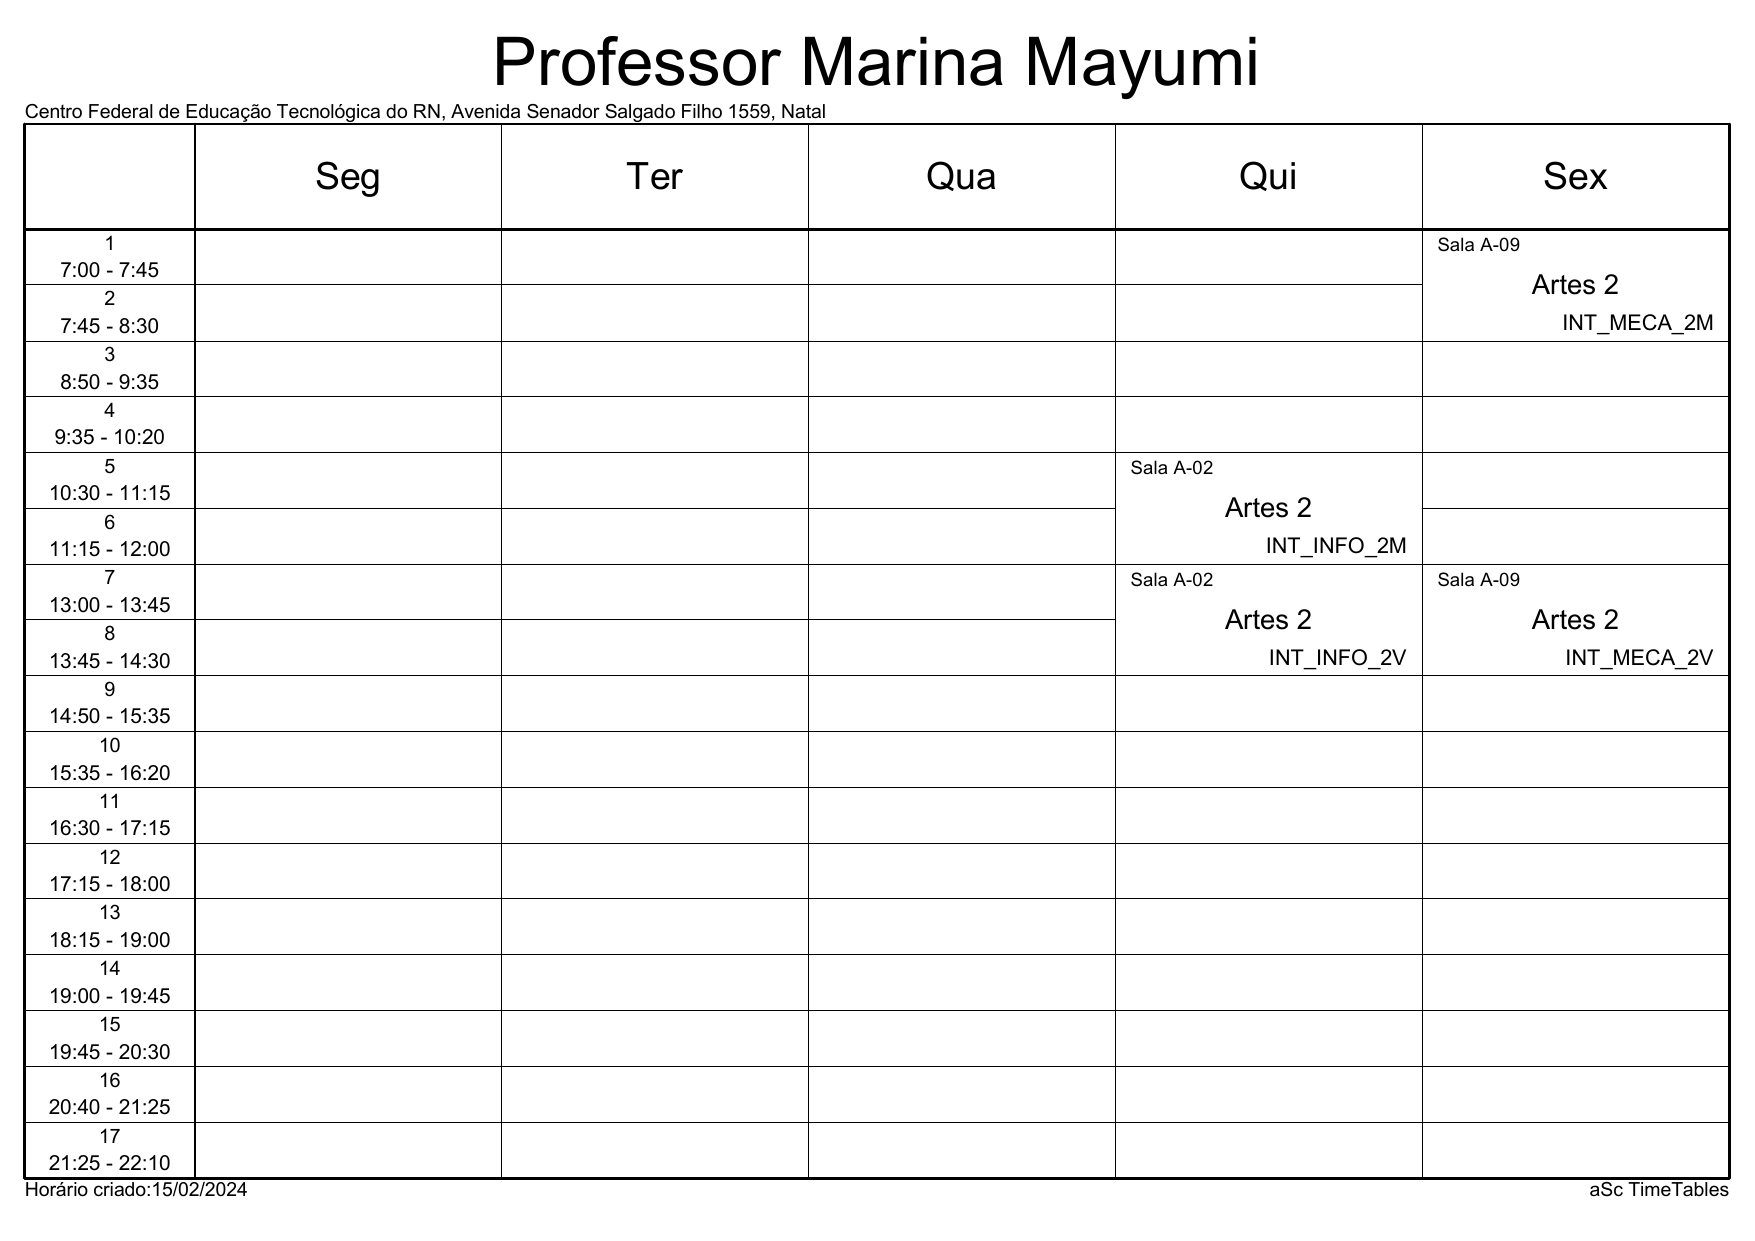 Professor Marina Mayumi
Centro Federal de Educação Tecnológica do RN, Avenida Senador Salgado Filho 1559, Natal
Seg Ter Qua Qui Sex
1
7:00 - 7:45
2
7:45 - 8:30
Sala A-09
Artes 2
INT_MECA_2M
3
8:50 - 9:35
4
9:35 - 10:20
5
10:30 - 11:15
6
11:15 - 12:00
Sala A-02
Artes 2
INT_INFO_2M
7
13:00 - 13:45
8
13:45 - 14:30
Sala A-02
Artes 2
INT_INFO_2V
Sala A-09
Artes 2
INT_MECA_2V
9
14:50 - 15:35
10
15:35 - 16:20
11
16:30 - 17:15
12
17:15 - 18:00
13
18:15 - 19:00
14
19:00 - 19:45
15
19:45 - 20:30
16
20:40 - 21:25
17
21:25 - 22:10
Horário criado:15/02/2024
aSc TimeTables